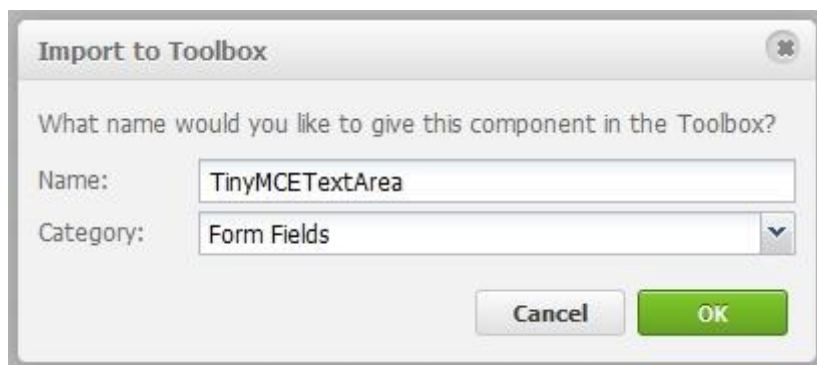 Import to Toolbox
What name would you like to give this component in the Toolbox?
Name: TinyMCETextArea
Category: Form Fields
Cancel OK